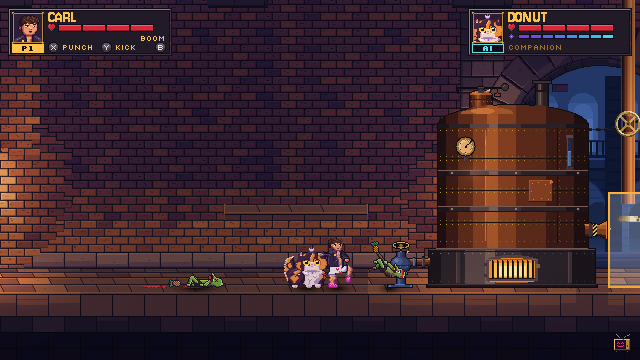 CARL
BOOM
P1 X PUNCH Y KICK B
DONUT
AI COMPANION